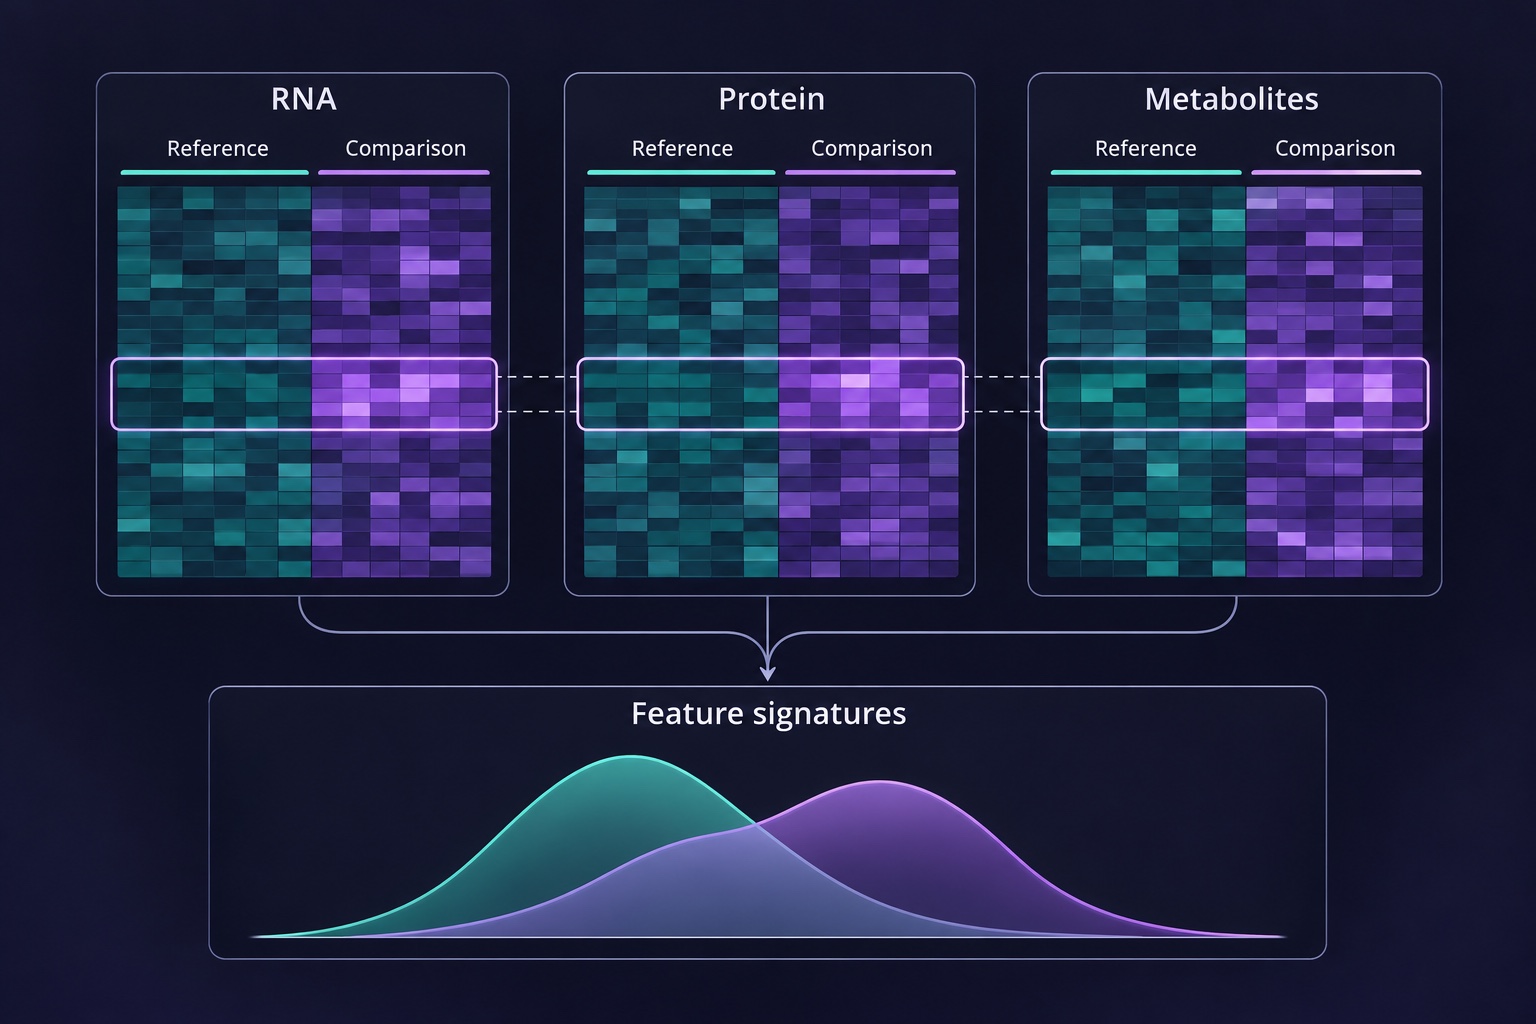 RNA
Reference Comparison
Protein
Reference Comparison
Metabolites
Reference Comparison
Feature signatures